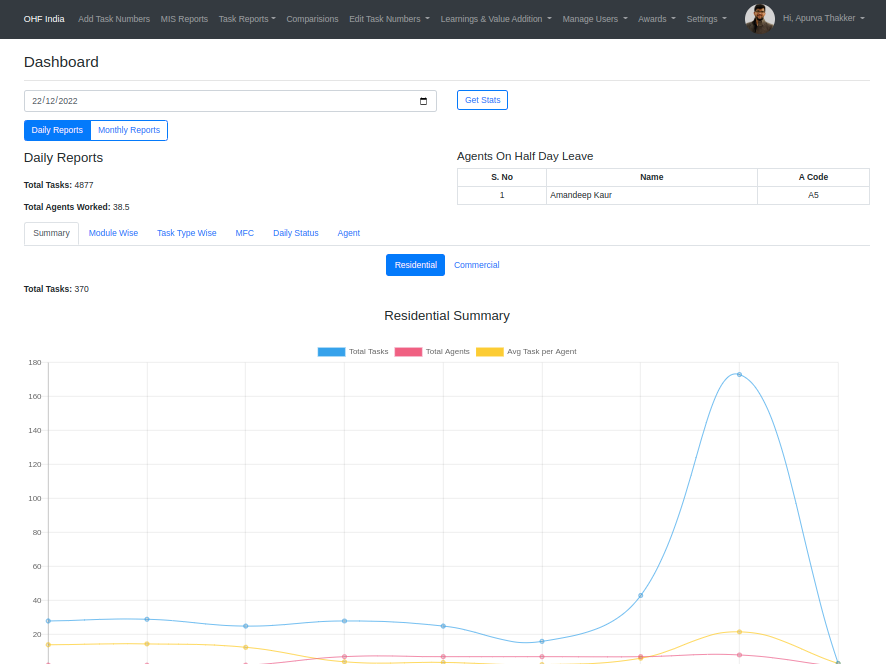 OHF India Add Task Numbers MIS Reports Task Reports Comparisions Edit Task Numbers Learnings & Value Addition Manage Users Awards Settings Hi, Apurva Thakker
Dashboard
22/12/2022 Get Stats
Daily Reports Monthly Reports
Daily Reports
Total Tasks: 4877
Total Agents Worked: 38.5
Agents On Half Day Leave
S. No Name A Code
1 Amandeep Kaur A5
Summary Module Wise Task Type Wise MFC Daily Status Agent
Residential Commercial
Total Tasks: 370
Residential Summary
Total Tasks Total Agents Avg Task per Agent
180
160
140
120
100
80
60
40
20